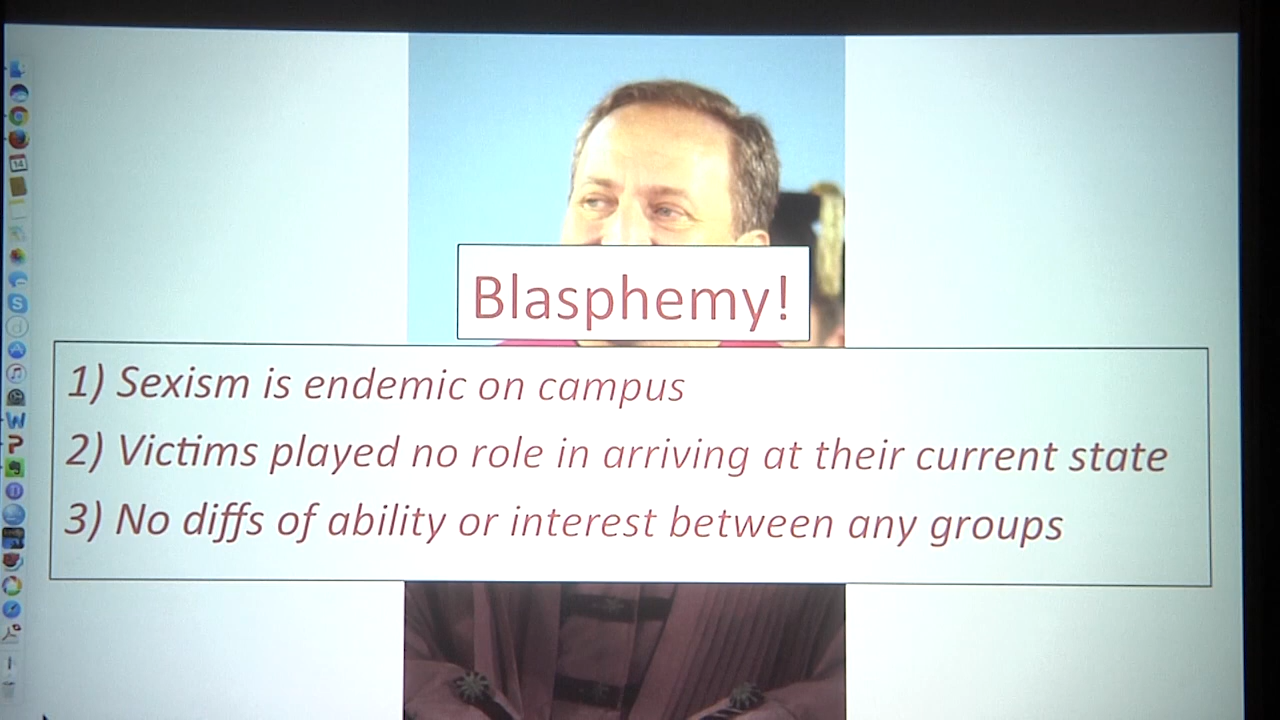 Blasphemy!
1) Sexism is endemic on campus
2) Victims played no role in arriving at their current state
3) No diffs of ability or interest between any groups